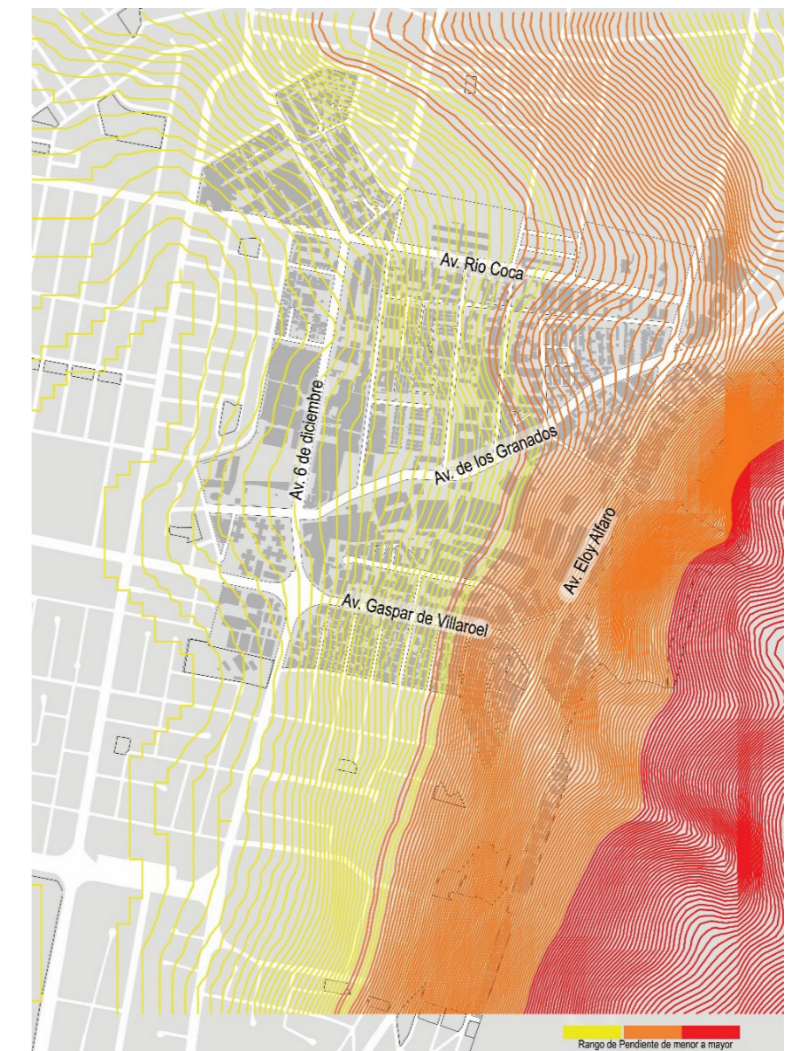 Av. Rio Coca
Av. 6 de diciembre
Av. de los Granados
Av. Eloy Alfaro
Av. Gaspar de Villaroel
Rango de Pendiente de menor a mayor